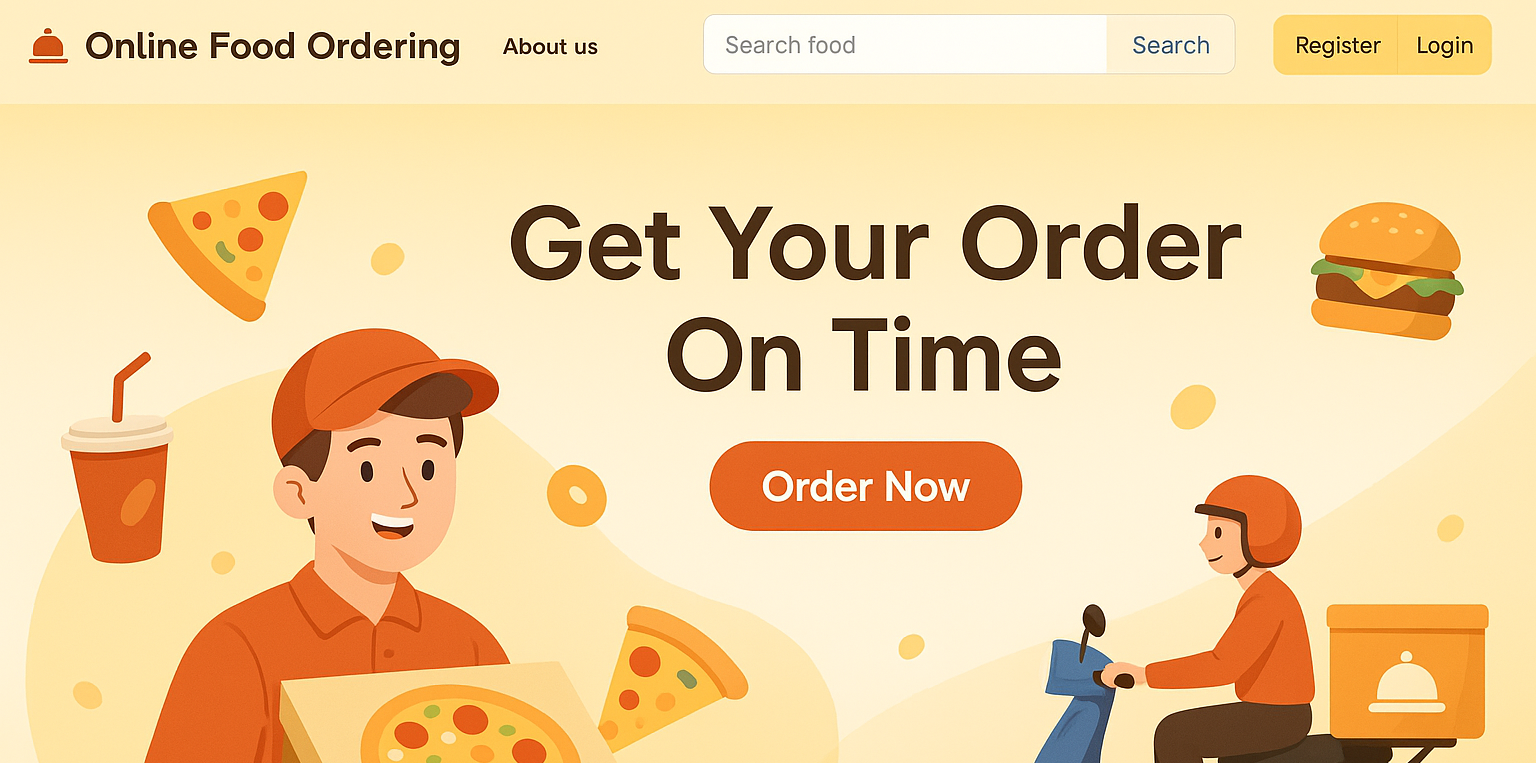 Online Food Ordering
About us
Search food
Search
Register
Login
Get Your Order
On Time
Order Now